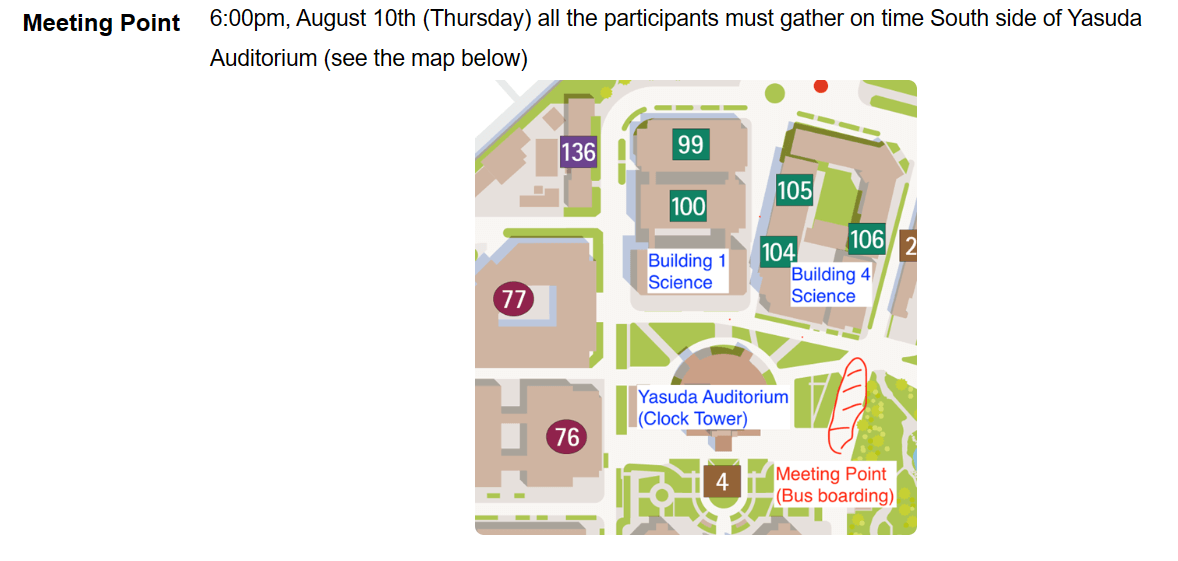 Meeting Point
6:00pm, August 10th (Thursday) all the participants must gather on time South side of Yasuda
Auditorium (see the map below)
136
99
105
100
106
2
104
Building 1
Science
Building 4
Science
77
Yasuda Auditorium
(Clock Tower)
76
4
Meeting Point
(Bus boarding)